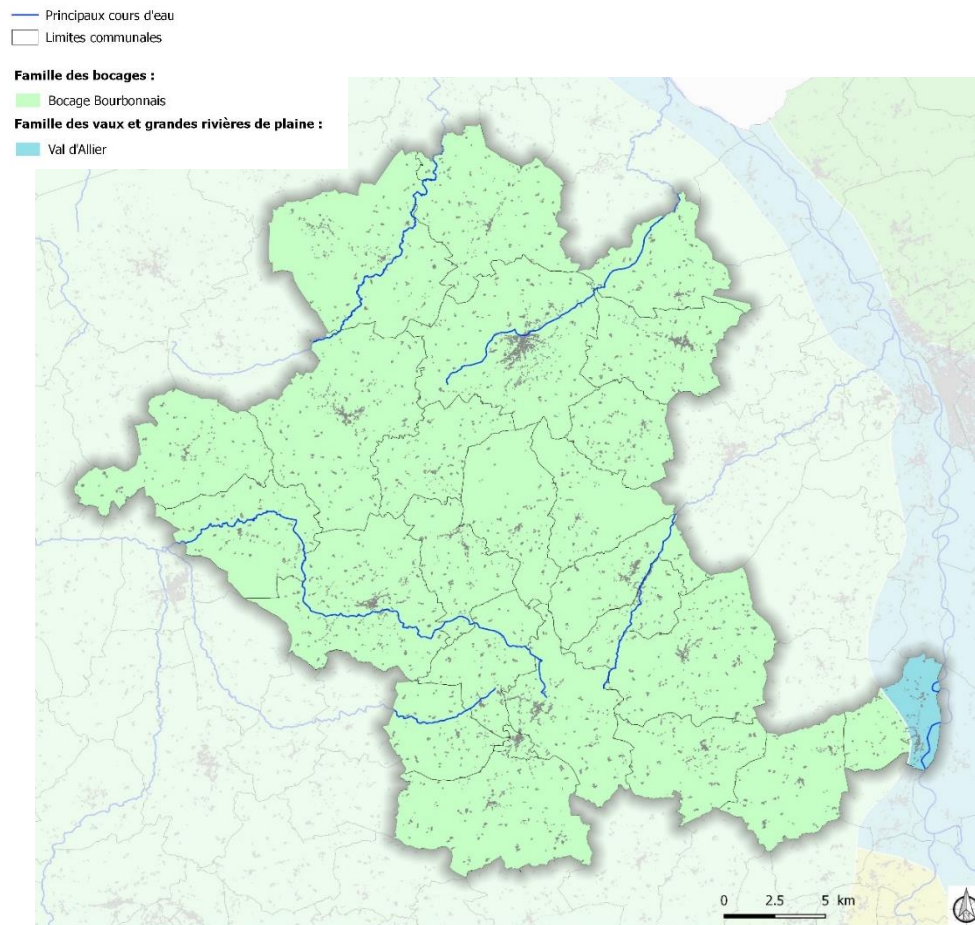 Principaux cours d'eau
Limites communales
Famille des bocages :
Bocage Bourbonnais
Famille des vaux et grandes rivières de plaine :
Val d'Allier
0 2.5 5 km